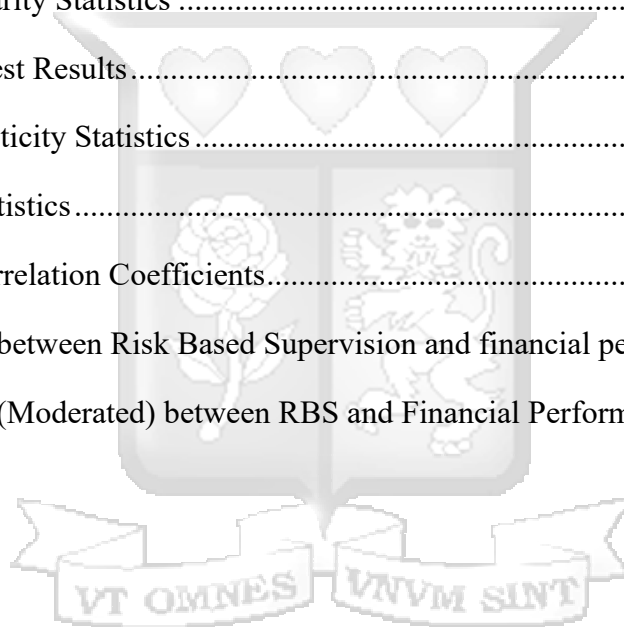 arity Statistics ......................................................
est Results ............................................................
ticity Statistics ....................................................
tistics ...................................................................
rrelation Coefficients ............................................
between Risk Based Supervision and financial pe
(Moderated) between RBS and Financial Perform
VT OMNES VNVM SINT